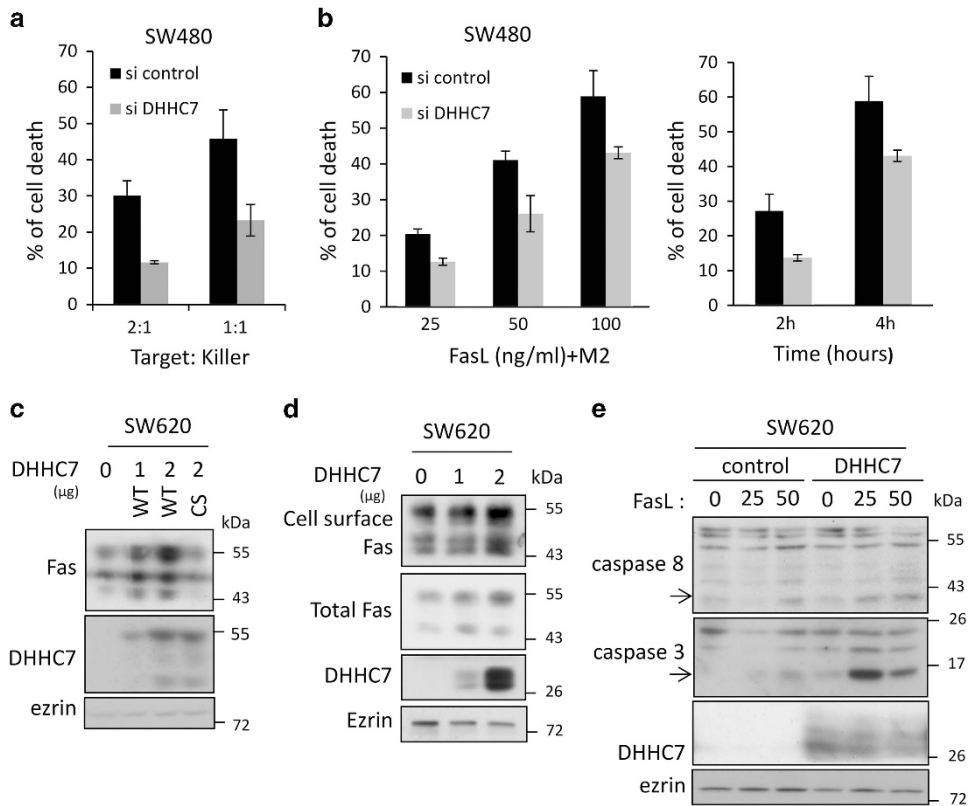 a
SW480
70
60
50
40
30
20
10
0
% of cell death
si control
si DHHC7
2:1 1:1
Target: Killer
b
SW480
70
60
50
40
30
20
10
0
% of cell death
si control
si DHHC7
25 50 100
FasL (ng/ml)+M2
70
60
50
40
30
20
10
0
% of cell death
2h 4h
Time (hours)
c
SW620
DHHC7 0 1 2 2
(µg) WT WT CS
kDa
Fas
55
43
DHHC7
55
ezrin
72
d
SW620
DHHC7 0 1 2 kDa
(µg)
Cell surface
Fas
55
43
Total Fas
55
43
DHHC7
26
Ezrin
72
e
SW620
control DHHC7
FasL : 0 25 50 0 25 50 kDa
caspase 8
55
43
caspase 3
26
17
DHHC7
26
ezrin
72